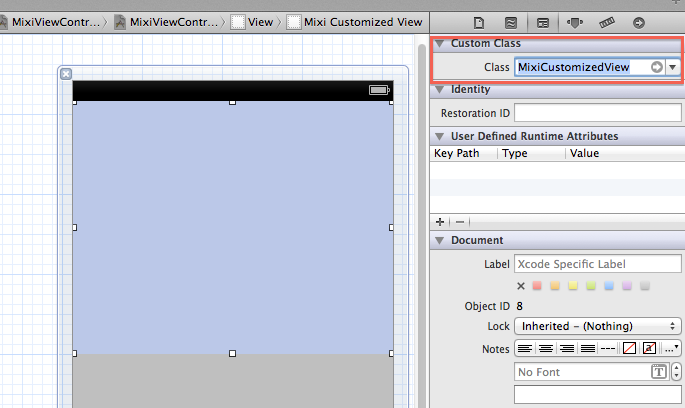 MixiViewContr... MixiViewContr... View Mixi Customized View
Custom Class
Class MixiCustomizedView
Identity
Restoration ID
User Defined Runtime Attributes
Key Path Type Value
Document
Label Xcode Specific Label
Object ID 8
Lock Inherited - (Nothing)
Notes
No Font